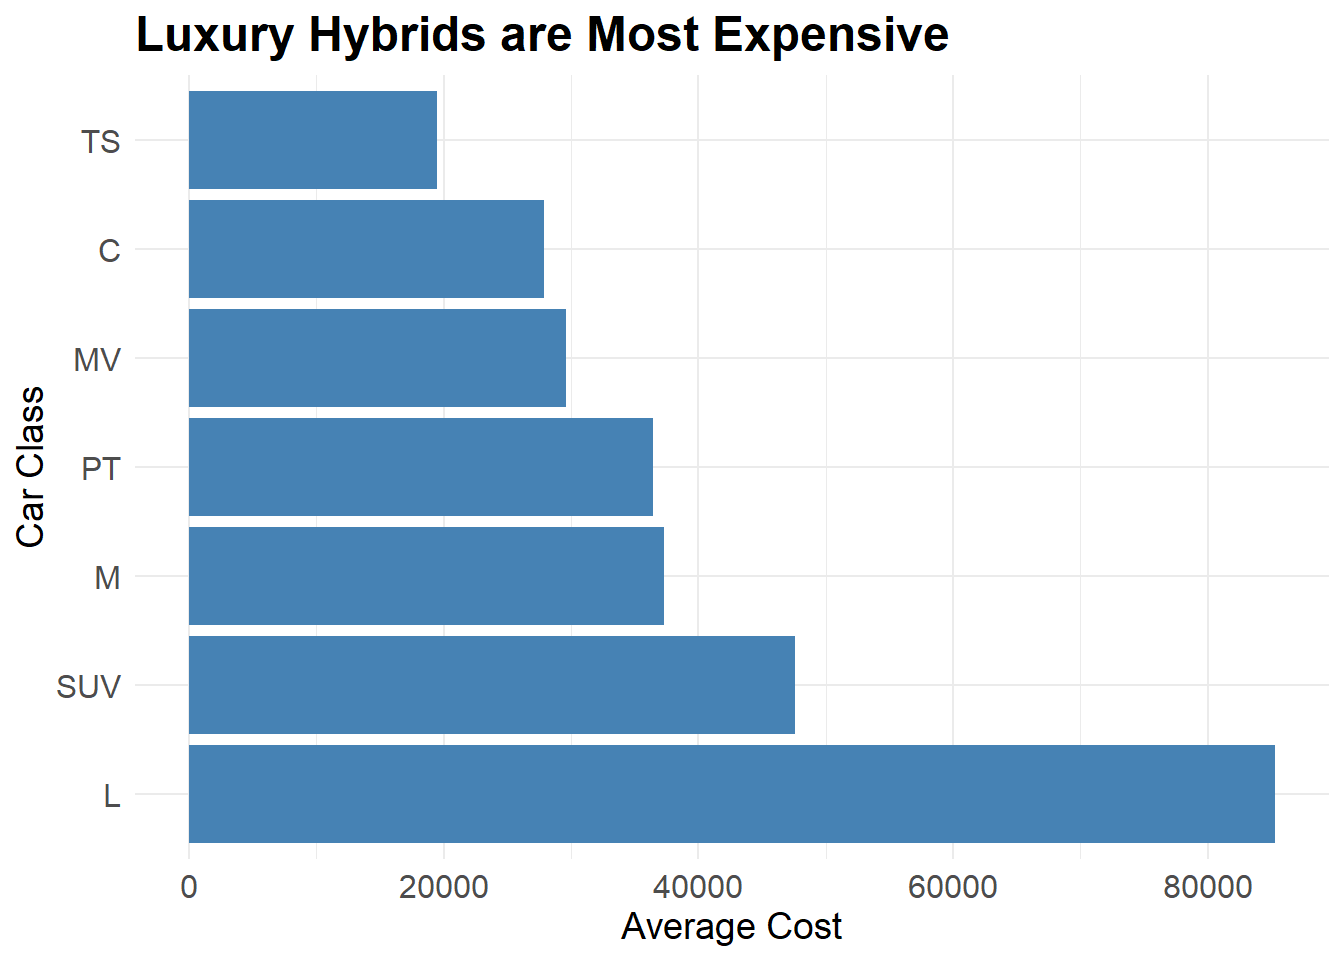 Luxury Hybrids are Most Expensive
TS
C
MV
PT
M
SUV
L
Car Class
0 20000 40000 60000 80000
Average Cost